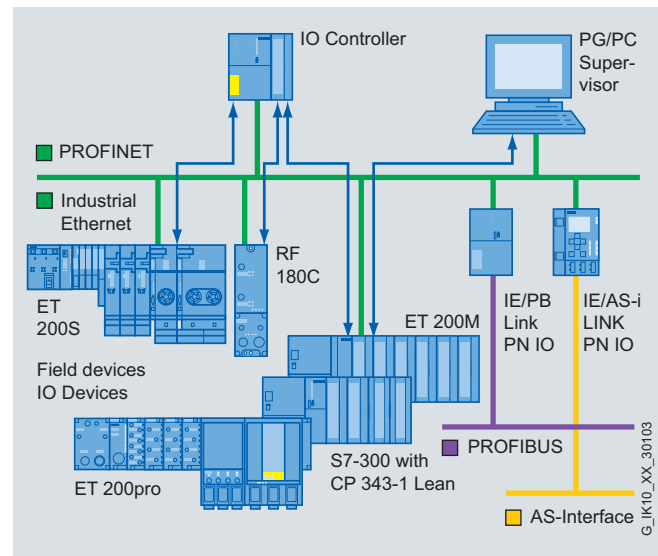 IO Controller
PG/PC
Super-
visor
PROFINET
Industrial
Ethernet
RF
180C
ET
200S
IE/PB
Link
PN IO
IE/AS-i
LINK
PN IO
ET 200M
Field devices
IO Devices
PROFIBUS
S7-300 with
CP 343-1 Lean
ET 200pro
AS-Interface
G_IK10_XX_30103